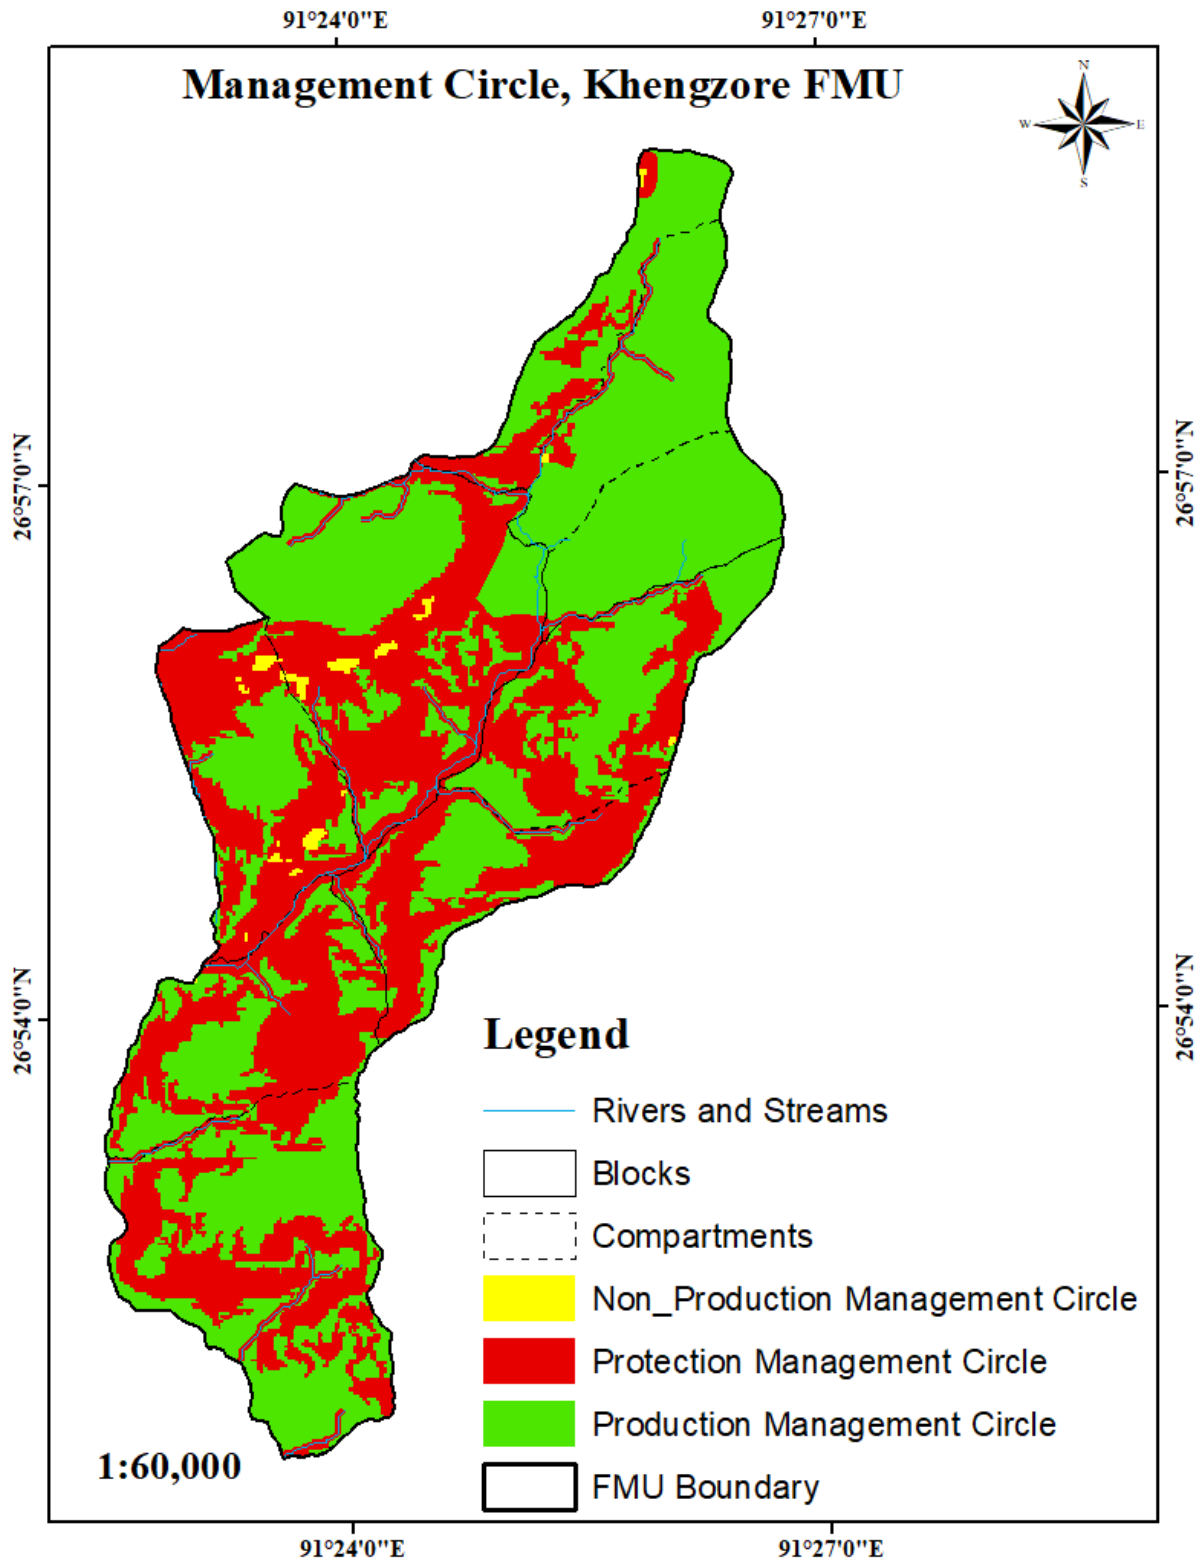 91°24'0"E 91°27'0"E
Management Circle, Khengzore FMU
N
W E
S
26°57'0"N 26°57'0"N
26°54'0"N 26°54'0"N
Legend
Rivers and Streams
Blocks
Compartments
Non_Production Management Circle
Protection Management Circle
Production Management Circle
FMU Boundary
1:60,000
91°24'0"E 91°27'0"E